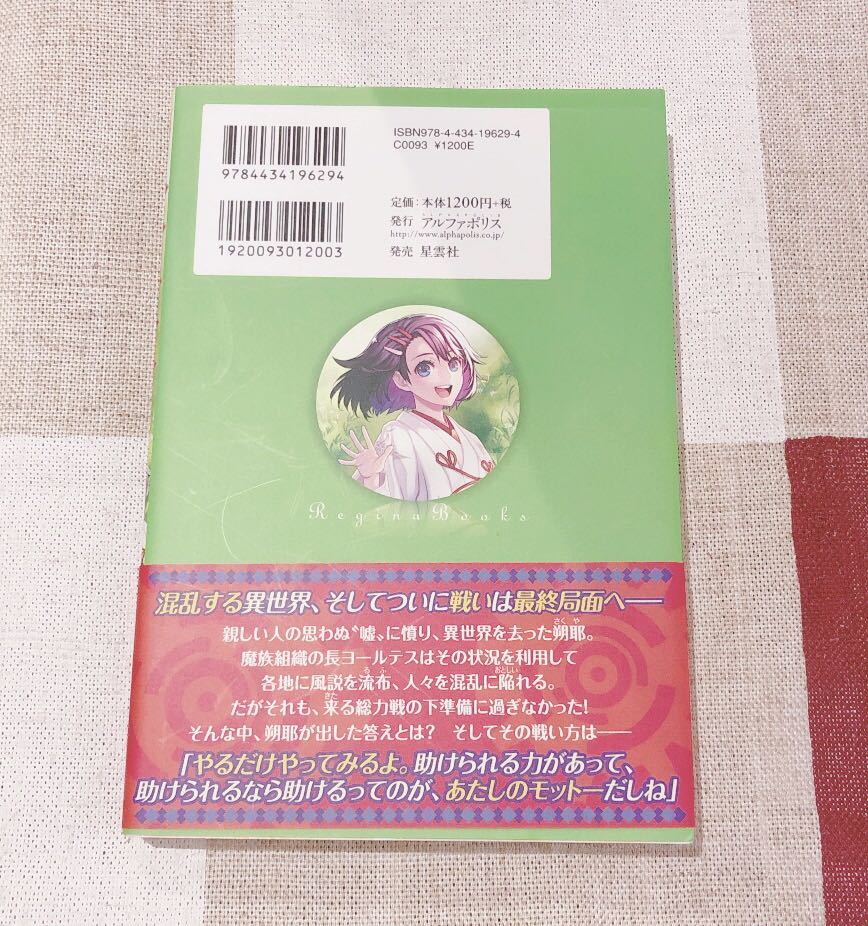 ISBN978-4-434-19629-4
C0093 ¥1200E
9784434196294
定価：本体1200円+税
発行 アルファポリス
http://www.alphapolis.co.jp/
1920093012003
発売 星雲社
ReginaBooks
混乱する異世界、そしてついに戦いは最終局面へ――
親しい人の思わぬ〝嘘〟に憤り、異世界を去った朔耶。
魔族組織の長ヨールテスはその状況を利用して
各地に風説を流布、人々を混乱に陥れる。
だがそれも、来る総力戦の下準備に過ぎなかった!
そんな中、朔耶が出した答えとは? そしてその戦い方は――
「やるだけやってみるよ。助けられる力があって、
助けられるなら助けるってのが、あたしのモットーだしね」